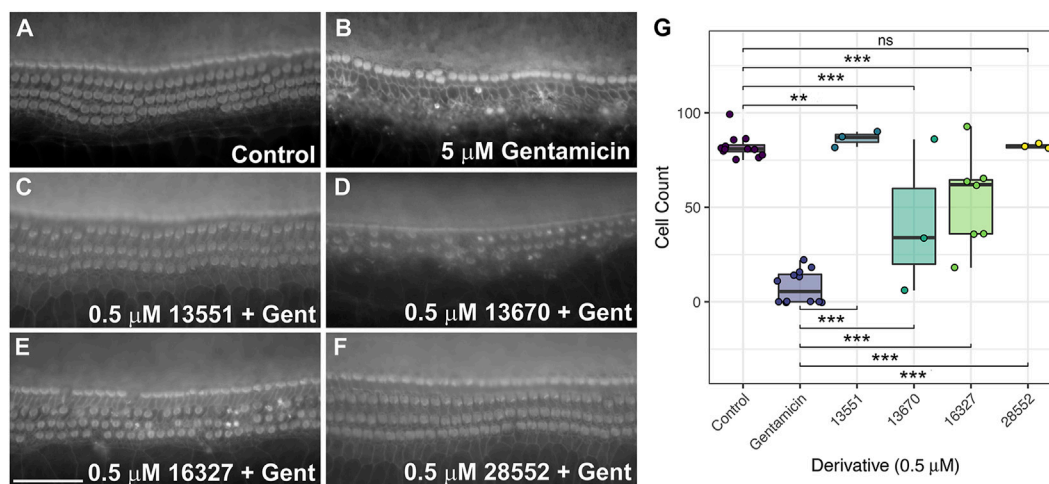 A
Control
B
5 μM Gentamicin
C
0.5 μM 13551 + Gent
D
0.5 μM 13670 + Gent
E
0.5 μM 16327 + Gent
F
0.5 μM 28552 + Gent
G
ns
***
***
**
Cell Count
100
50
0
***
***
***
***
Control
Gentamicin
13551
13670
16327
28552
Derivative (0.5 μM)